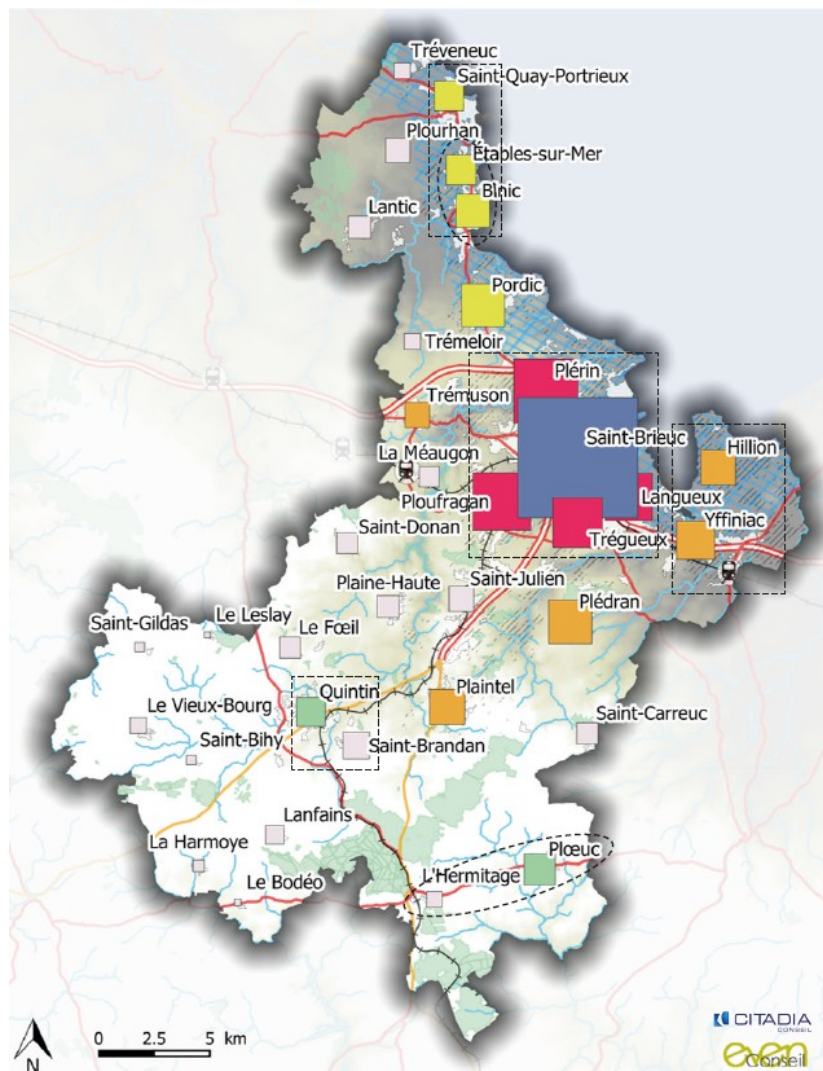 Tréveneuc
Saint-Quay-Portrieux
Plourhan
Étables-sur-Mer
Binic
Lantic
Pordic
Trémeloir
Plérin
Trémuson
Saint-Brieuc
Hillion
La Méaugon
Ploufragan
Langueux
Yffiniac
Trégueux
Saint-Donan
Plaine-Haute
Saint-Julien
Plédran
Saint-Gildas
Le Leslay
Le Fœil
Quintin
Plaintel
Le Vieux-Bourg
Saint-Bihy
Saint-Brandan
Saint-Carreuc
Lanfains
La Harmoye
Plœuc
L'Hermitage
Le Bodéo
N
0 2.5 5 km
CITADIA
CONSEIL
even
Conseil